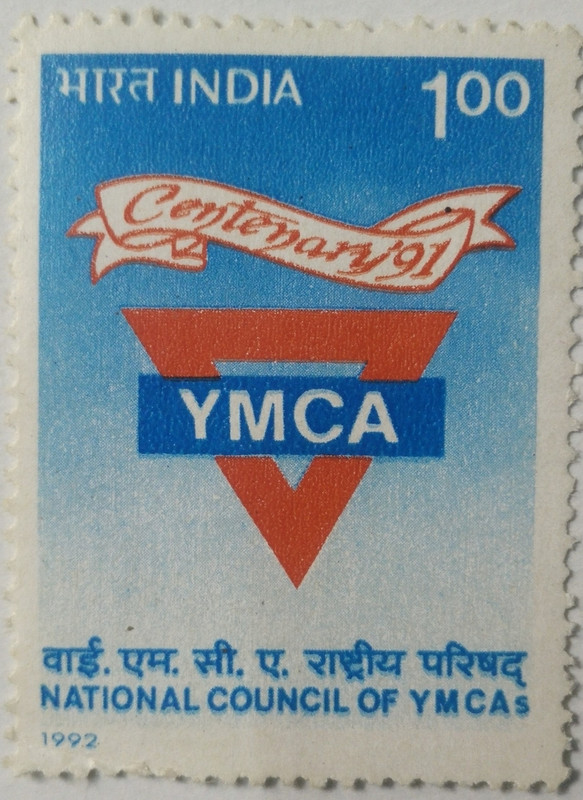 भारत INDIA 1.00
Centenary '91
YMCA
वाई. एम. सी. ए. राष्ट्रीय परिषद्
NATIONAL COUNCIL OF YMCAs
1992